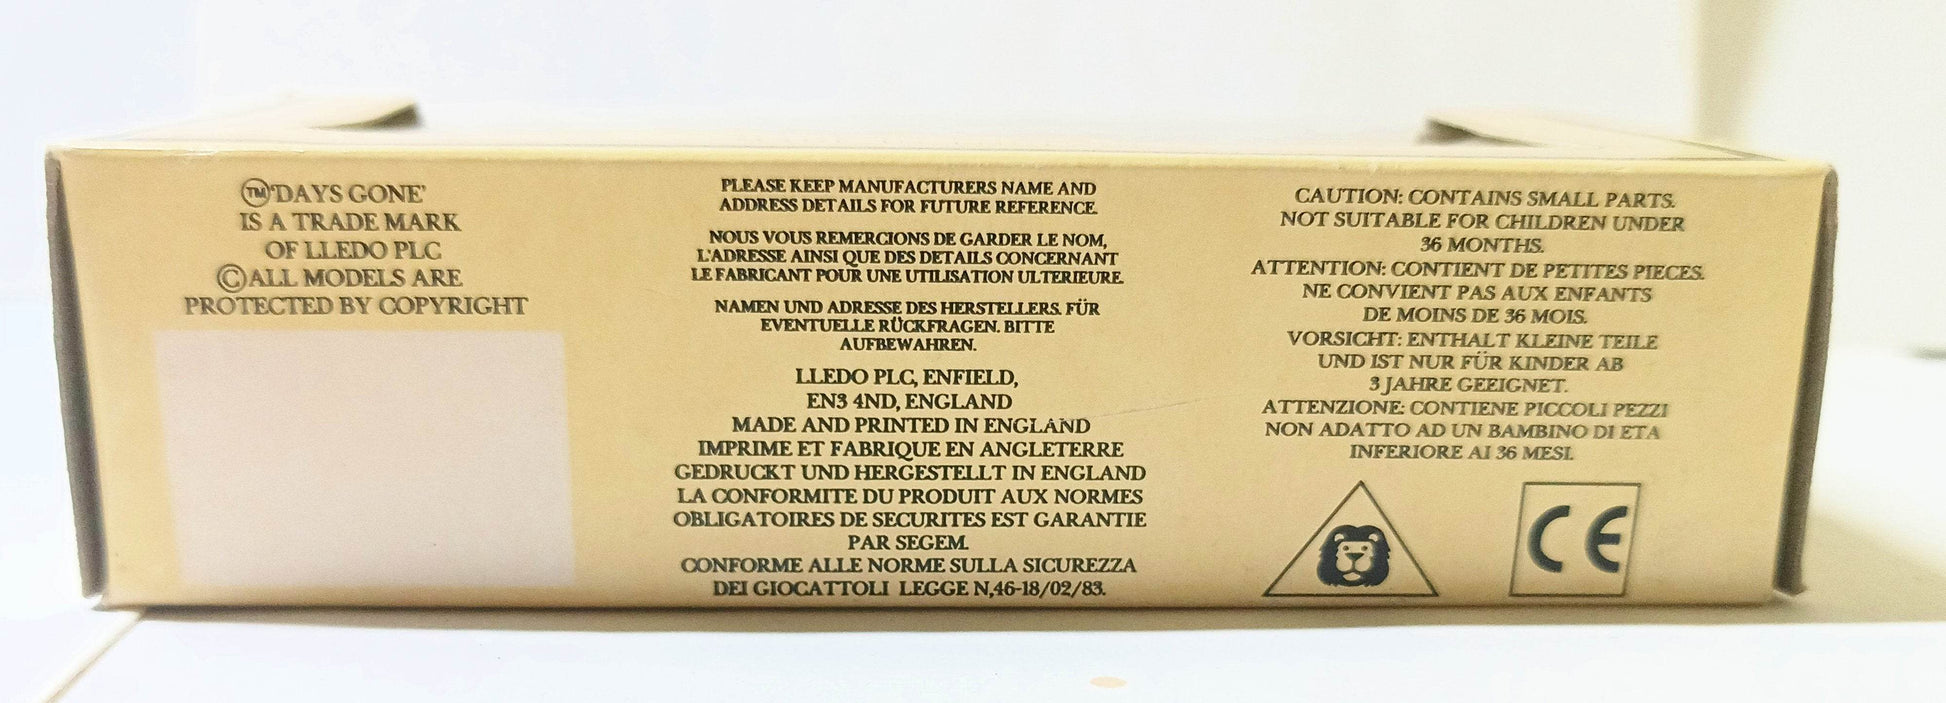 ™'DAYS GONE'
IS A TRADE MARK
OF LLEDO PLC
©ALL MODELS ARE
PROTECTED BY COPYRIGHT
PLEASE KEEP MANUFACTURERS NAME AND
ADDRESS DETAILS FOR FUTURE REFERENCE.
NOUS VOUS REMERCIONS DE GARDER LE NOM,
L'ADRESSE AINSI QUE DES DETAILS CONCERNANT
LE FABRICANT POUR UNE UTILISATION ULTERIEURE.
NAMEN UND ADRESSE DES HERSTELLERS. FÜR
EVENTUELLE RÜCKFRAGEN. BITTE
AUFBEWAHREN.
LLEDO PLC, ENFIELD,
EN3 4ND, ENGLAND
MADE AND PRINTED IN ENGLAND
IMPRIME ET FABRIQUE EN ANGLETERRE
GEDRUCKT UND HERGESTELLT IN ENGLAND
LA CONFORMITE DU PRODUIT AUX NORMES
OBLIGATOIRES DE SECURITES EST GARANTIE
PAR SEGEM.
CONFORME ALLE NORME SULLA SICUREZZA
DEI GIOCATTOLI LEGGE N,46-18/02/83.
CAUTION: CONTAINS SMALL PARTS.
NOT SUITABLE FOR CHILDREN UNDER
36 MONTHS.
ATTENTION: CONTIENT DE PETITES PIECES.
NE CONVIENT PAS AUX ENFANTS
DE MOINS DE 36 MOIS.
VORSICHT: ENTHALT KLEINE TEILE
UND IST NUR FÜR KINDER AB
3 JAHRE GEEIGNET.
ATTENZIONE: CONTIENE PICCOLI PEZZI
NON ADATTO AD UN BAMBINO DI ETA
INFERIORE AI 36 MESI.
CE